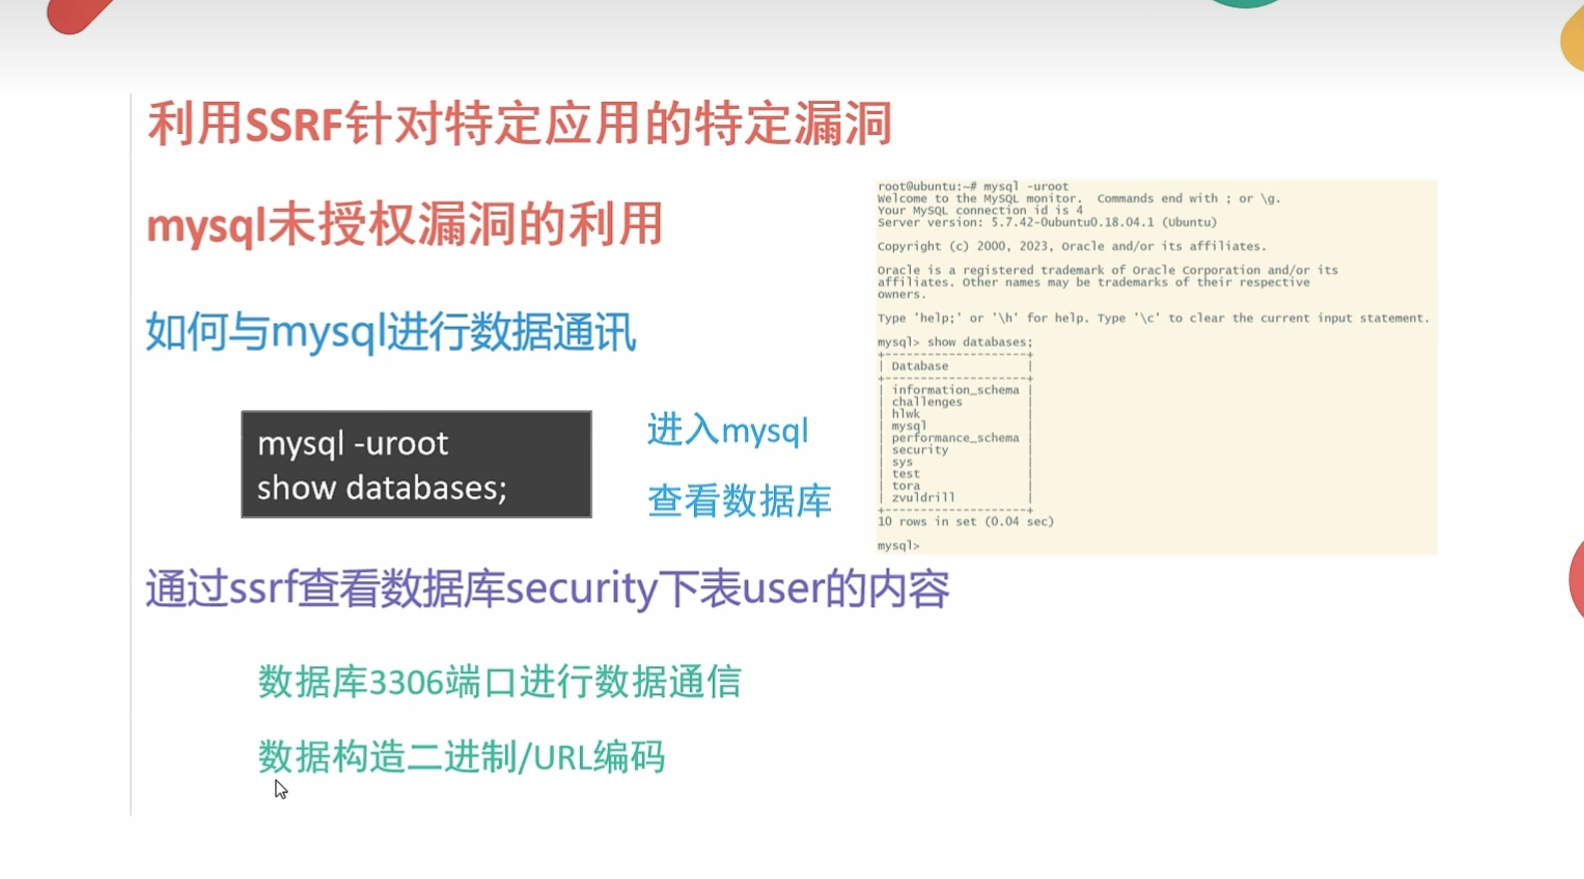 利用SSRF针对特定应用的特定漏洞
mysql未授权漏洞的利用
如何与mysql进行数据通讯
mysql -uroot
show databases;
进入mysql
查看数据库
root@ubuntu:~# mysql -uroot
Welcome to the MySQL monitor.  Commands end with ; or \g.
Your MySQL connection id is 4
Server version: 5.7.42-0ubuntu0.18.04.1 (Ubuntu)
Copyright (c) 2000, 2023, Oracle and/or its affiliates.
Oracle is a registered trademark of Oracle Corporation and/or its
affiliates. Other names may be trademarks of their respective
owners.
Type 'help;' or '\h' for help. Type '\c' to clear the current input statement.
mysql> show databases;
+--------------------+
| Database           |
+--------------------+
| information_schema |
| challenges         |
| hlwk               |
| mysql              |
| performance_schema |
| security           |
| sys                |
| test               |
| tora               |
| zvuldrill          |
+--------------------+
10 rows in set (0.04 sec)
mysql>
通过ssrf查看数据库security下表user的内容
数据库3306端口进行数据通信
数据构造二进制/URL编码